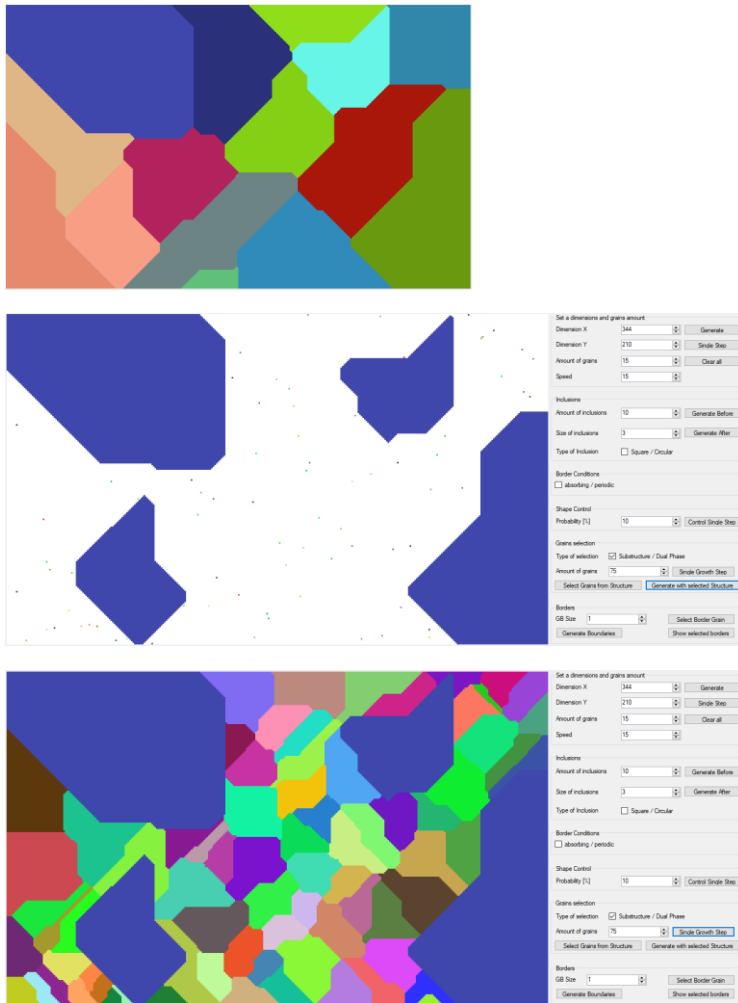 Set a dimensions and grains amount
Dimension X 344 Generate
Dimension Y 210 Single Step
Amount of grains 15 Clear all
Speed 15
Inclusions
Amount of inclusions 10 Generate Before
Size of inclusions 3 Generate After
Type of Inclusion Square / Circular
Border Conditions
absorbing / periodic
Shape Control
Probability [%] 10 Control Single Step
Grains selection
Type of selection Substructure / Dual Phase
Amount of grains 75 Single Growth Step
Select Grains from Structure Generate with selected Structure
Borders
GB Size 1 Select Border Grain
Generate Boundaries Show selected borders
Set a dimensions and grains amount
Dimension X 344 Generate
Dimension Y 210 Single Step
Amount of grains 15 Clear all
Speed 15
Inclusions
Amount of inclusions 10 Generate Before
Size of inclusions 3 Generate After
Type of Inclusion Square / Circular
Border Conditions
absorbing / periodic
Shape Control
Probability [%] 10 Control Single Step
Grains selection
Type of selection Substructure / Dual Phase
Amount of grains 75 Single Growth Step
Select Grains from Structure Generate with selected Structure
Borders
GB Size 1 Select Border Grain
Generate Boundaries Show selected borders